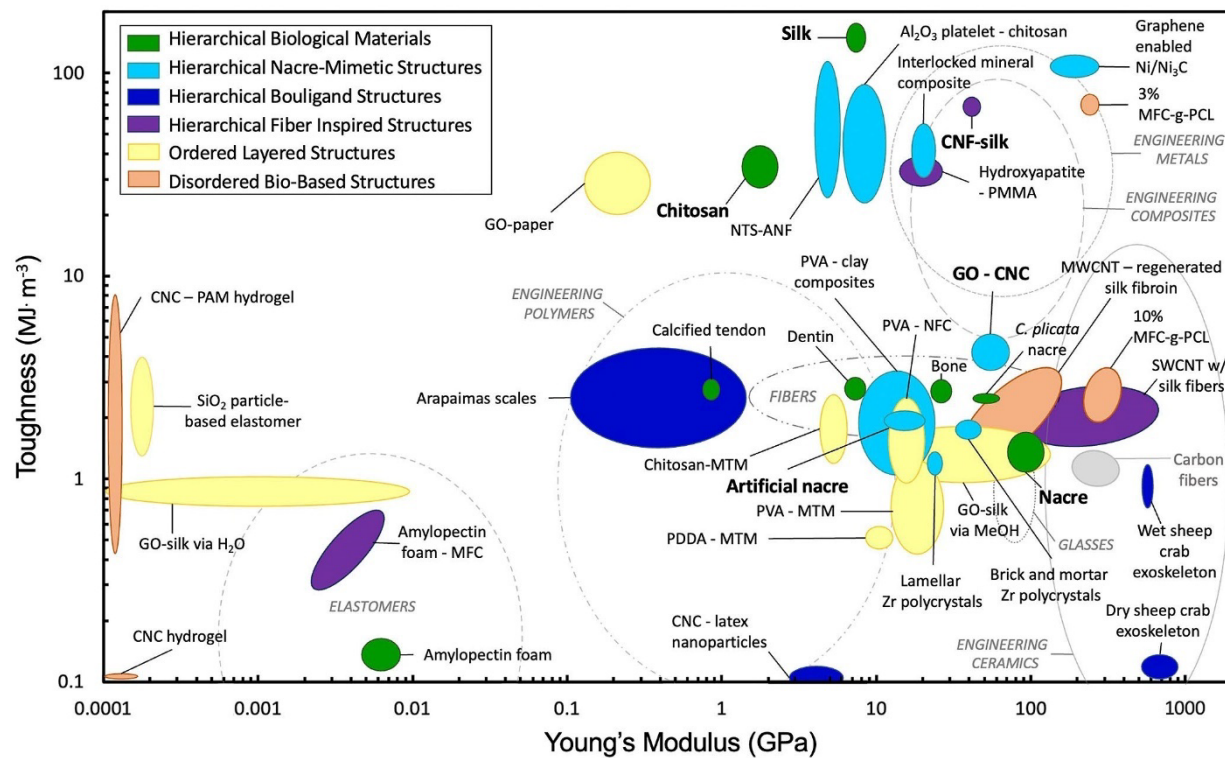 Hierarchical Biological Materials
Hierarchical Nacre-Mimetic Structures
Hierarchical Bouligand Structures
Hierarchical Fiber Inspired Structures
Ordered Layered Structures
Disordered Bio-Based Structures
Silk
Al₂O₃ platelet - chitosan
Graphene
enabled
Ni/Ni₃C
Interlocked mineral
composite
3%
MFC-g-PCL
CNF-silk
ENGINEERING
METALS
Hydroxyapatite
- PMMA
ENGINEERING
COMPOSITES
GO-paper
Chitosan
NTS-ANF
PVA - clay
composites
GO - CNC
MWCNT – regenerated
silk fibroin
CNC – PAM hydrogel
ENGINEERING
POLYMERS
Calcified tendon
Dentin
PVA - NFC
C. plicata
nacre
10%
MFC-g-PCL
Bone
SWCNT w/
silk fibers
SiO₂ particle-
based elastomer
Arapaimas scales
FIBERS
Chitosan-MTM
Artificial nacre
Nacre
Carbon
fibers
GO-silk via H₂O
Amylopectin
foam - MFC
PVA - MTM
GO-silk
via MeOH
PDDA - MTM
GLASSES
Wet sheep
crab
exoskeleton
ELASTOMERS
Lamellar
Zr polycrystals
Brick and mortar
Zr polycrystals
CNC hydrogel
Amylopectin foam
CNC - latex
nanoparticles
ENGINEERING
CERAMICS
Dry sheep crab
exoskeleton
Toughness (MJ· m⁻³)
100
10
1
0.1
0.0001
0.001
0.01
0.1
1
10
100
1000
Young's Modulus (GPa)